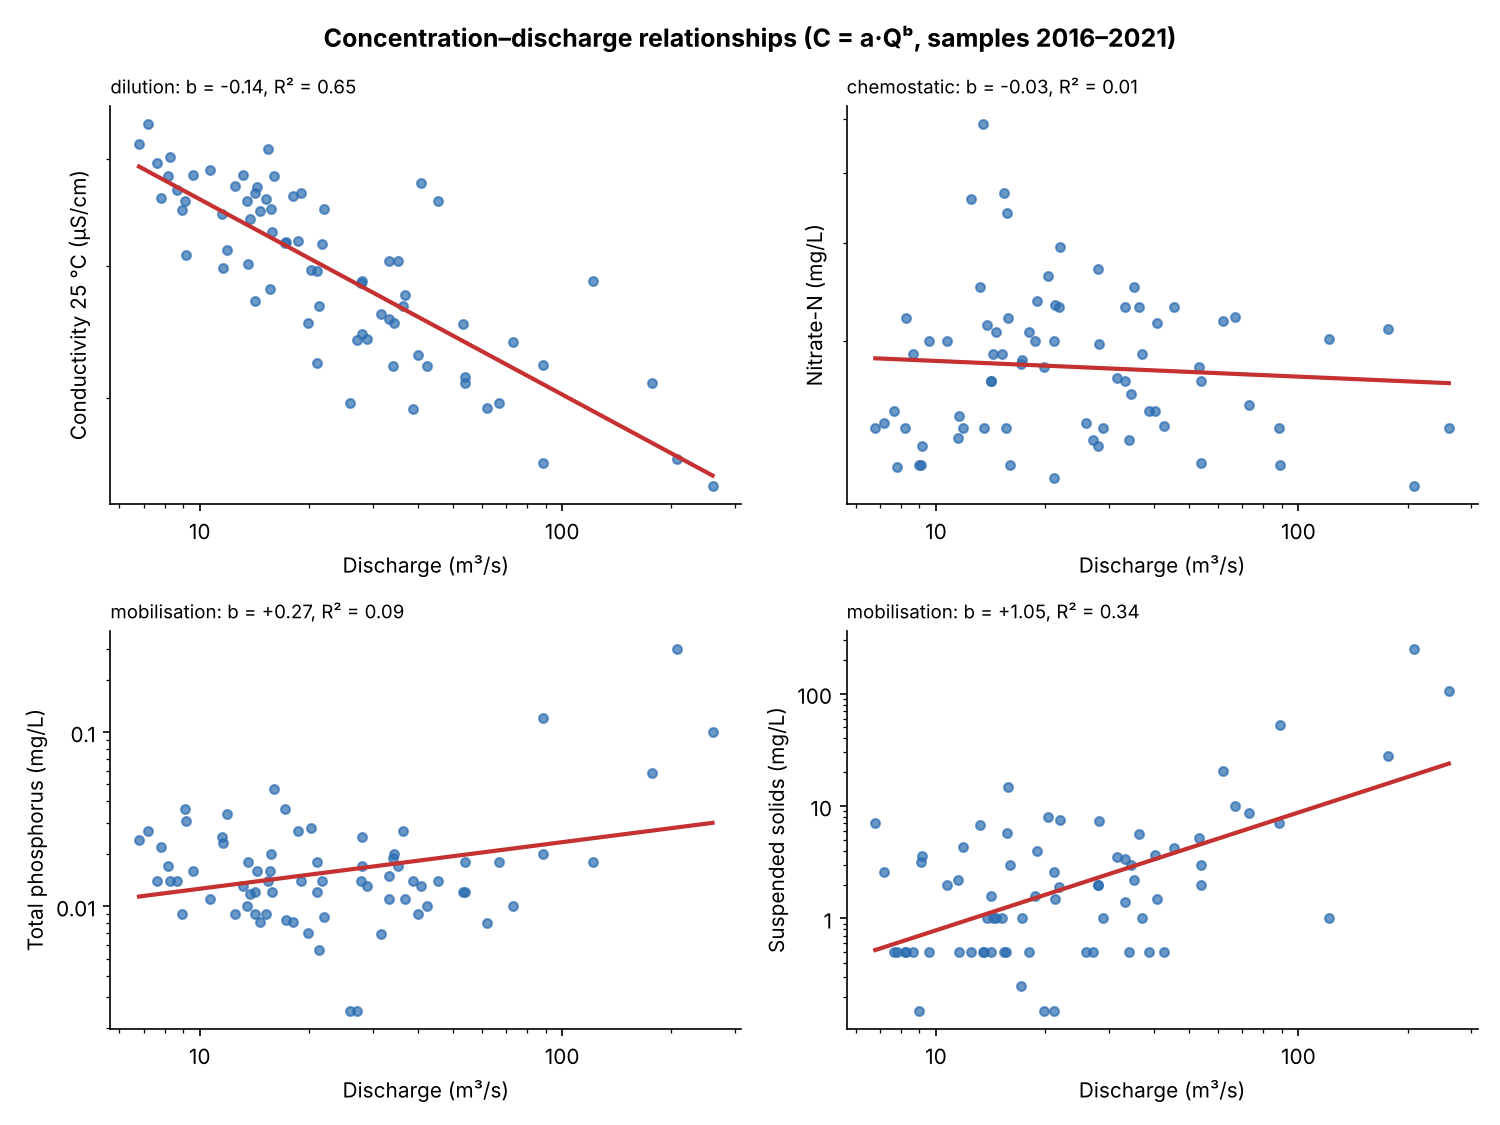 Concentration–discharge relationships (C = a·Qᵇ, samples 2016–2021)
dilution: b = -0.14, R² = 0.65
Conductivity 25 °C (µS/cm)
10
100
Discharge (m³/s)
chemostatic: b = -0.03, R² = 0.01
Nitrate-N (mg/L)
10
100
Discharge (m³/s)
mobilisation: b = +0.27, R² = 0.09
Total phosphorus (mg/L)
0.1
0.01
10
100
Discharge (m³/s)
mobilisation: b = +1.05, R² = 0.34
Suspended solids (mg/L)
100
10
1
10
100
Discharge (m³/s)